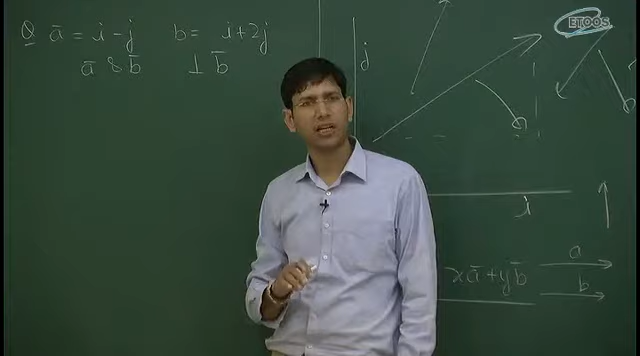 Q ā = i - j b = i + 2j
ā & b̄ ⊥ b̄
ETOOS
j
i
a
xā + yb̄
b